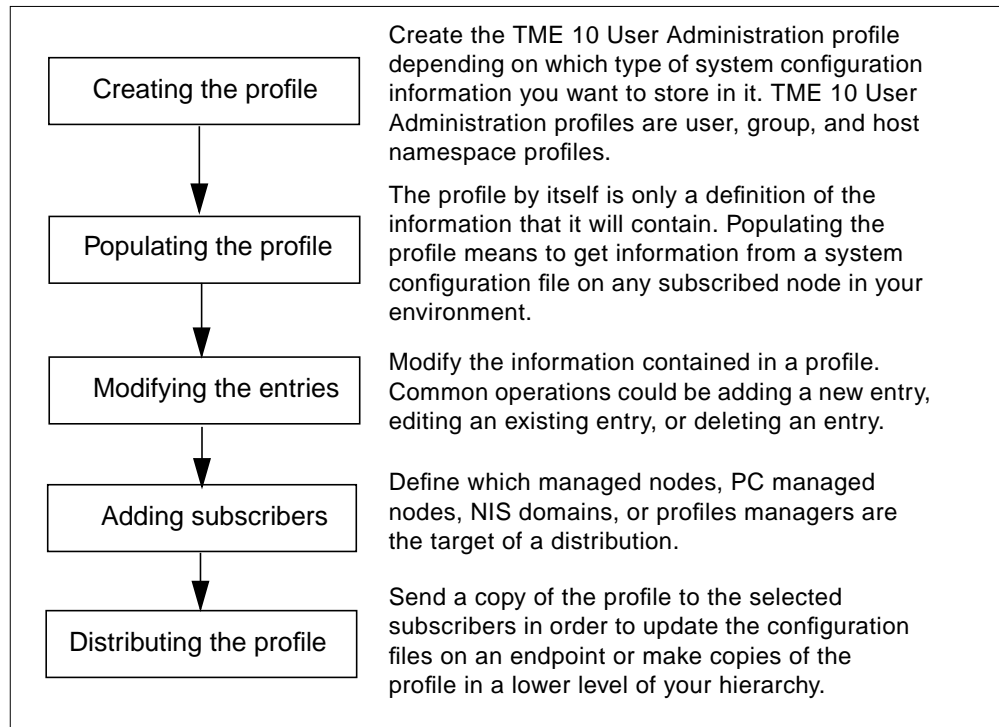 Creating the profile
Create the TME 10 User Administration profile
depending on which type of system configuration
information you want to store in it. TME 10 User
Administration profiles are user, group, and host
namespace profiles.
Populating the profile
The profile by itself is only a definition of the
information that it will contain. Populating the
profile means to get information from a system
configuration file on any subscribed node in your
environment.
Modifying the entries
Modify the information contained in a profile.
Common operations could be adding a new entry,
editing an existing entry, or deleting an entry.
Adding subscribers
Define which managed nodes, PC managed
nodes, NIS domains, or profiles managers are
the target of a distribution.
Distributing the profile
Send a copy of the profile to the selected
subscribers in order to update the configuration
files on an endpoint or make copies of the
profile in a lower level of your hierarchy.